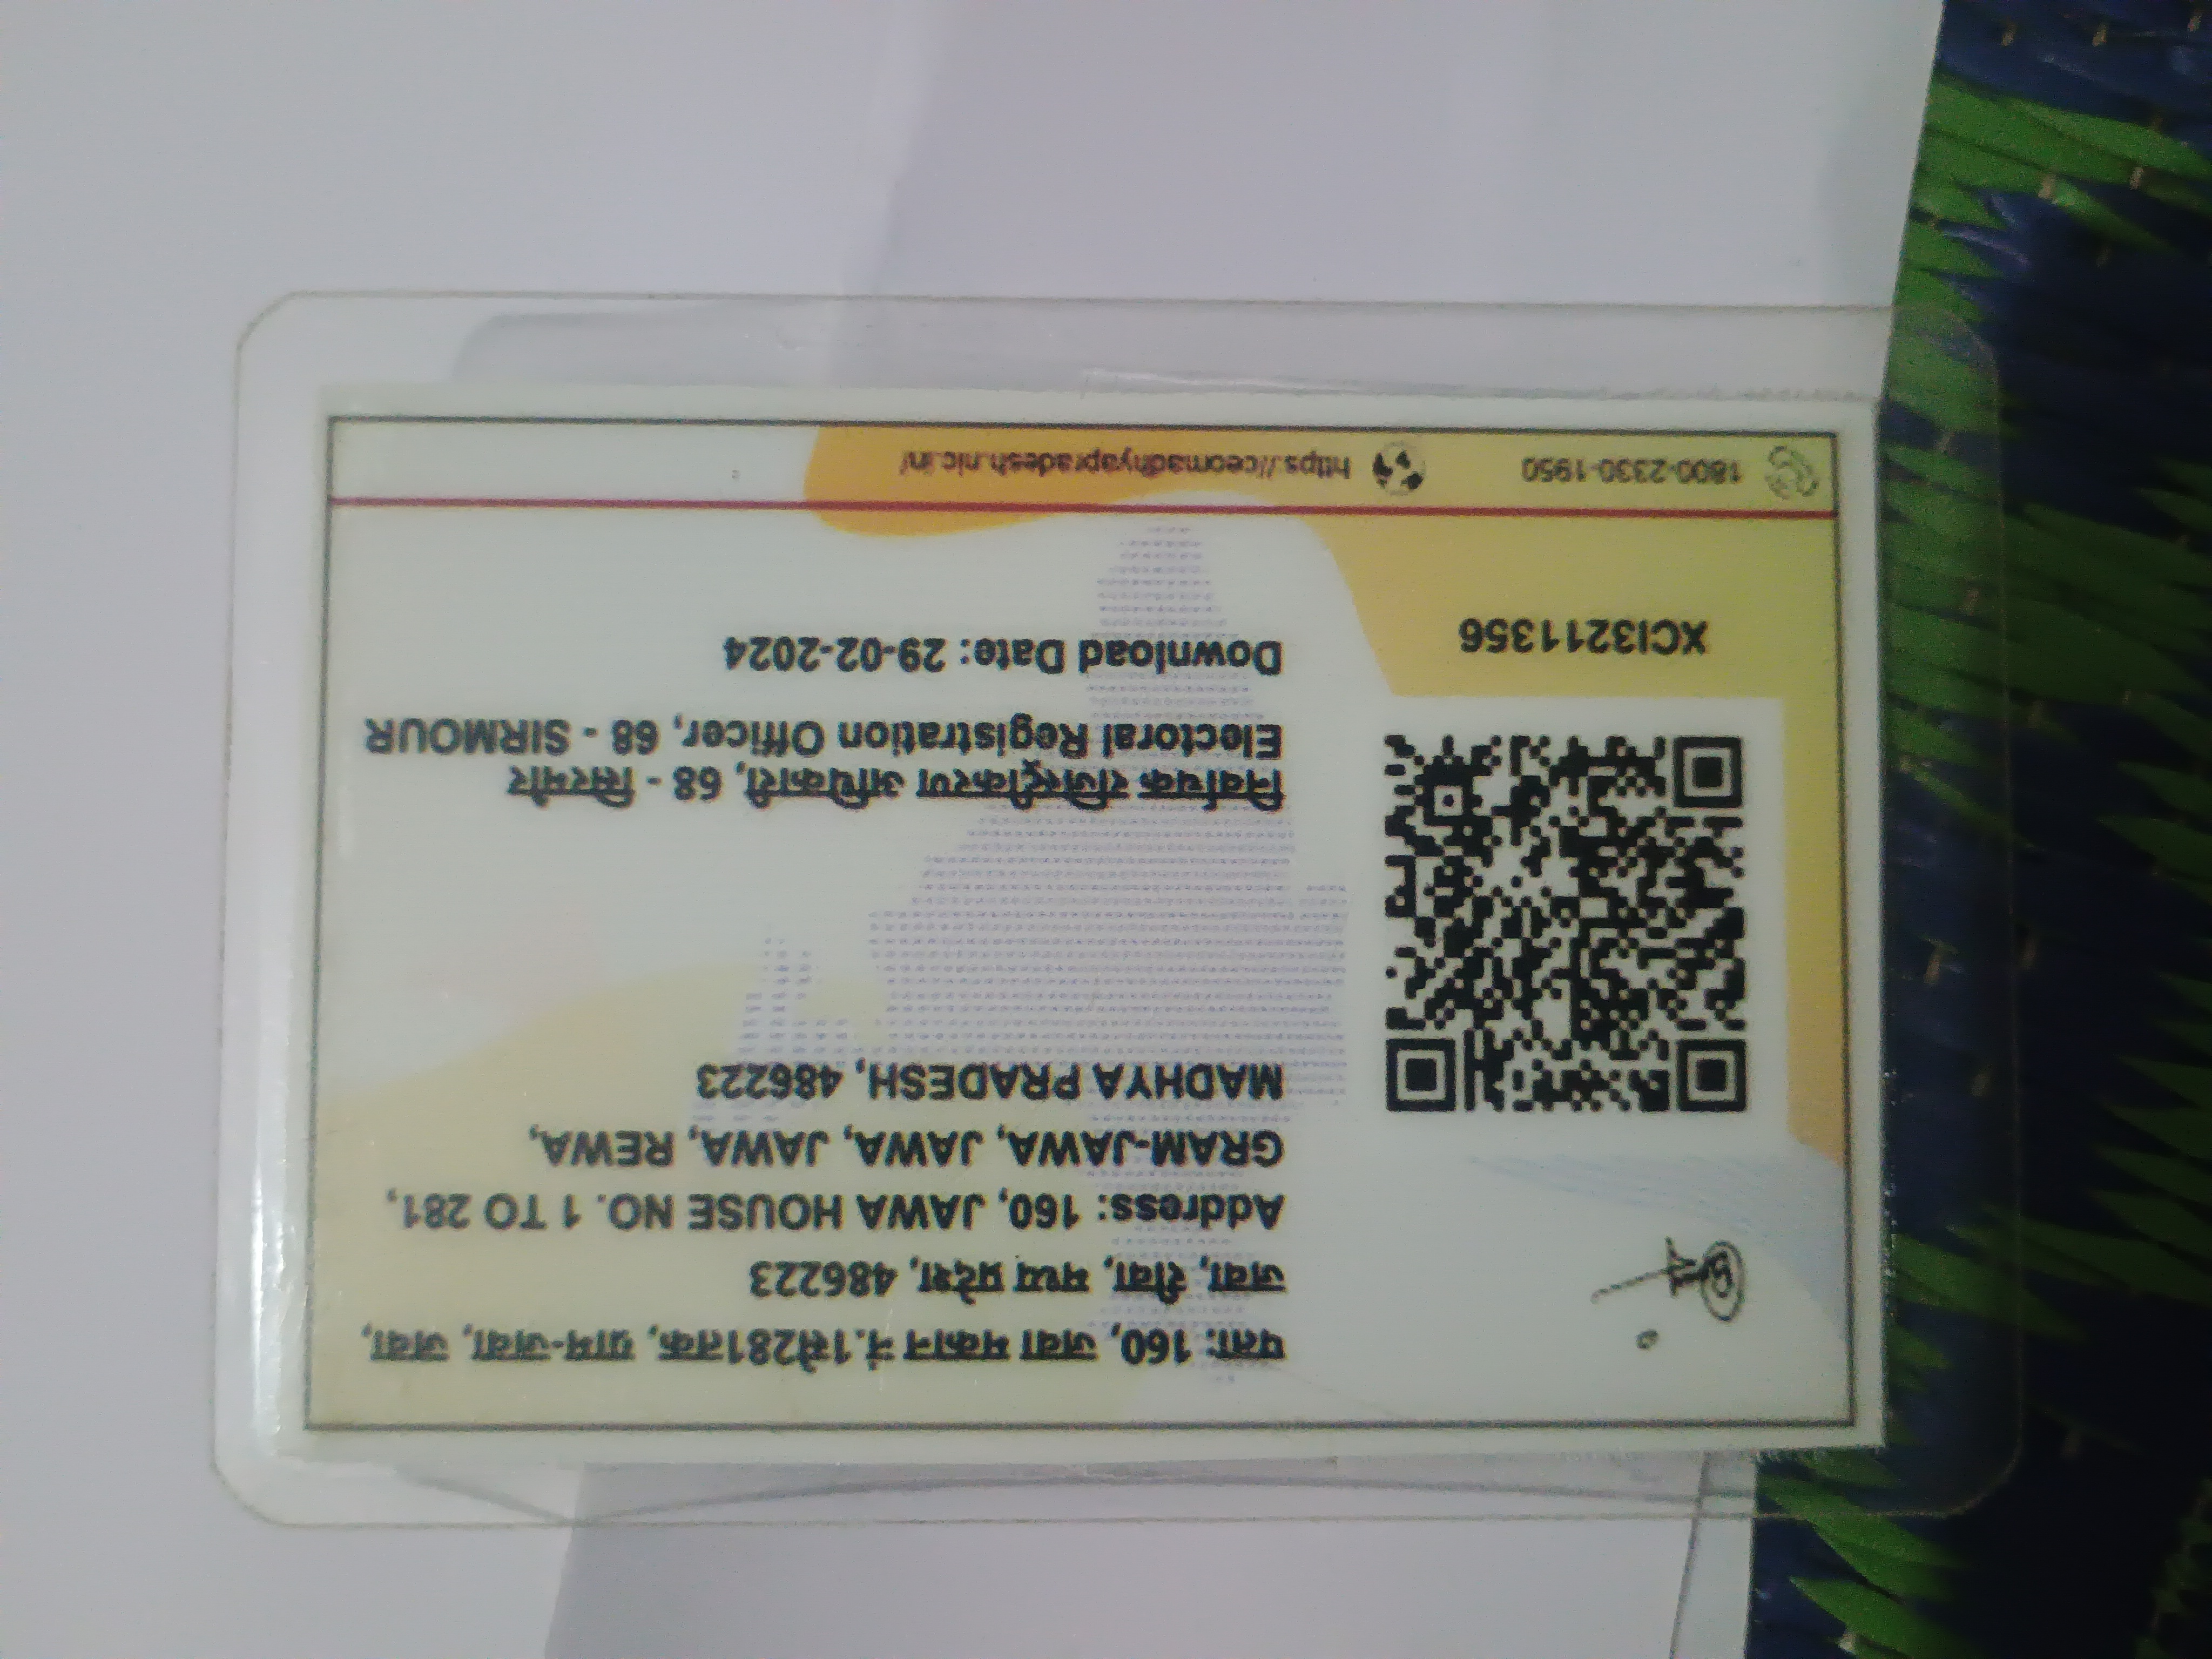 पता: 160, जवा मकान नं.1से281तक, ग्राम-जवा, जवा,
जवा, रीवा, मध्य प्रदेश, 486223
Address: 160, JAWA HOUSE NO. 1 TO 281,
GRAM-JAWA, JAWA, JAWA, REWA,
MADHYA PRADESH, 486223
निर्वाचक रजिस्ट्रीकरण अधिकारी, 68 - सिरमौर
Electoral Registration Officer, 68 - SIRMOUR
Download Date: 29-02-2024
XCI3211356
1800-2330-1950 https://ceomadhyapradesh.nic.in/